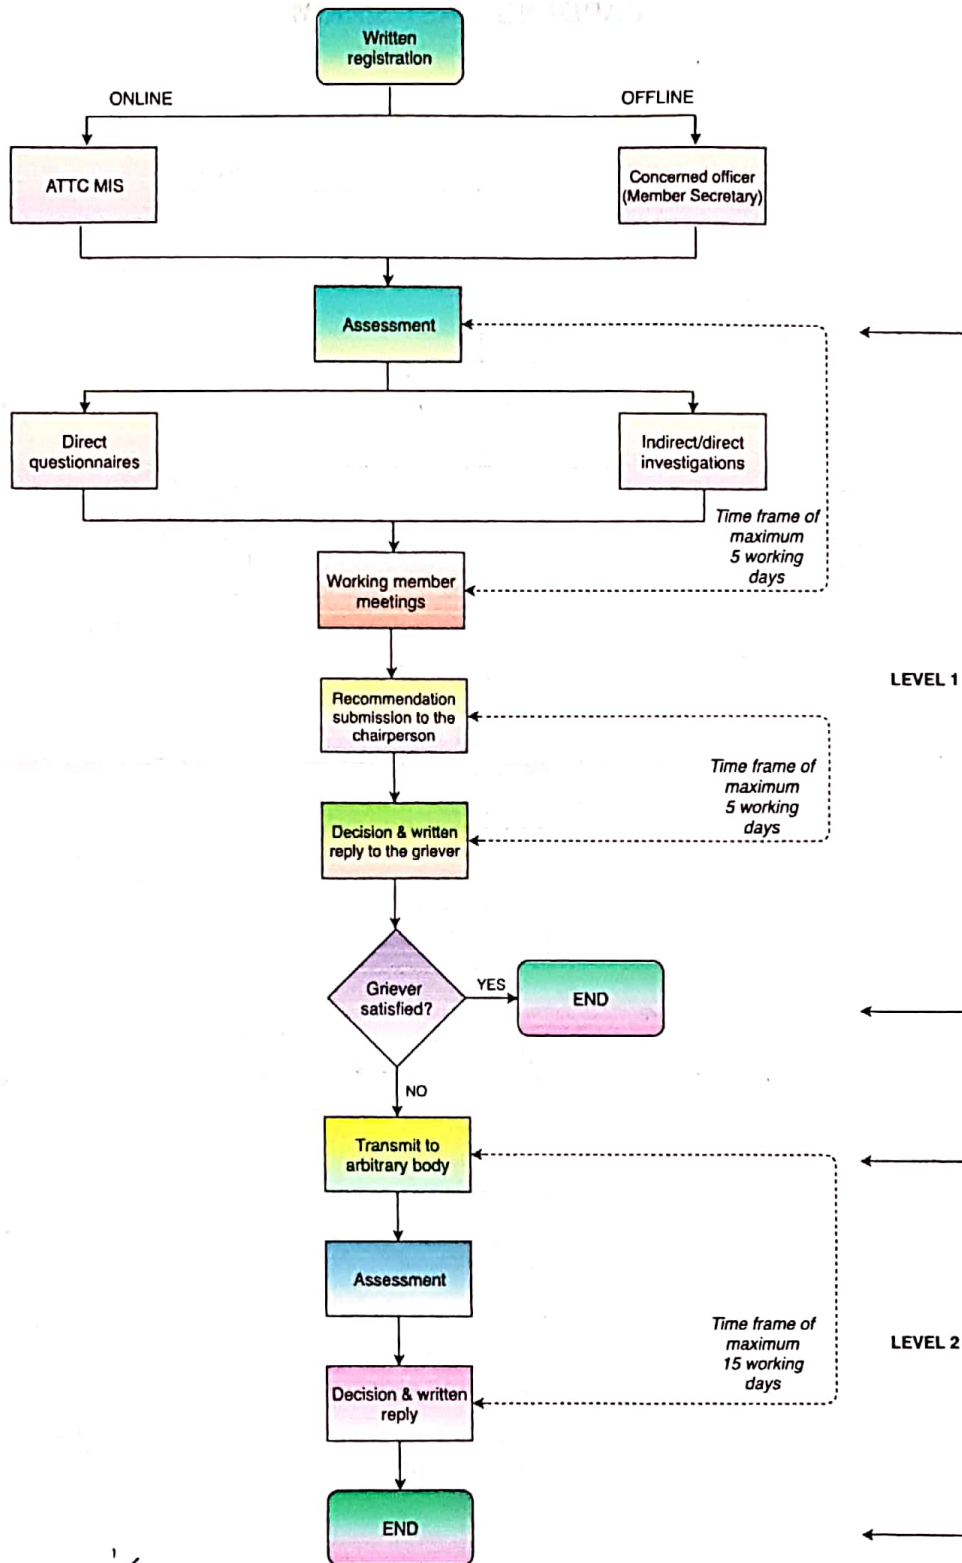 Written
registration
ONLINE
OFFLINE
ATTC MIS
Concerned officer
(Member Secretary)
Assessment
Direct
questionnaires
Indirect/direct
investigations
Time frame of
maximum
5 working
days
Working member
meetings
LEVEL 1
Recommendation
submission to the
chairperson
Time frame of
maximum
5 working
days
Decision & written
reply to the griever
Griever
satisfied?
YES
END
NO
Transmit to
arbitrary body
Assessment
Time frame of
maximum
15 working
days
LEVEL 2
Decision & written
reply
END